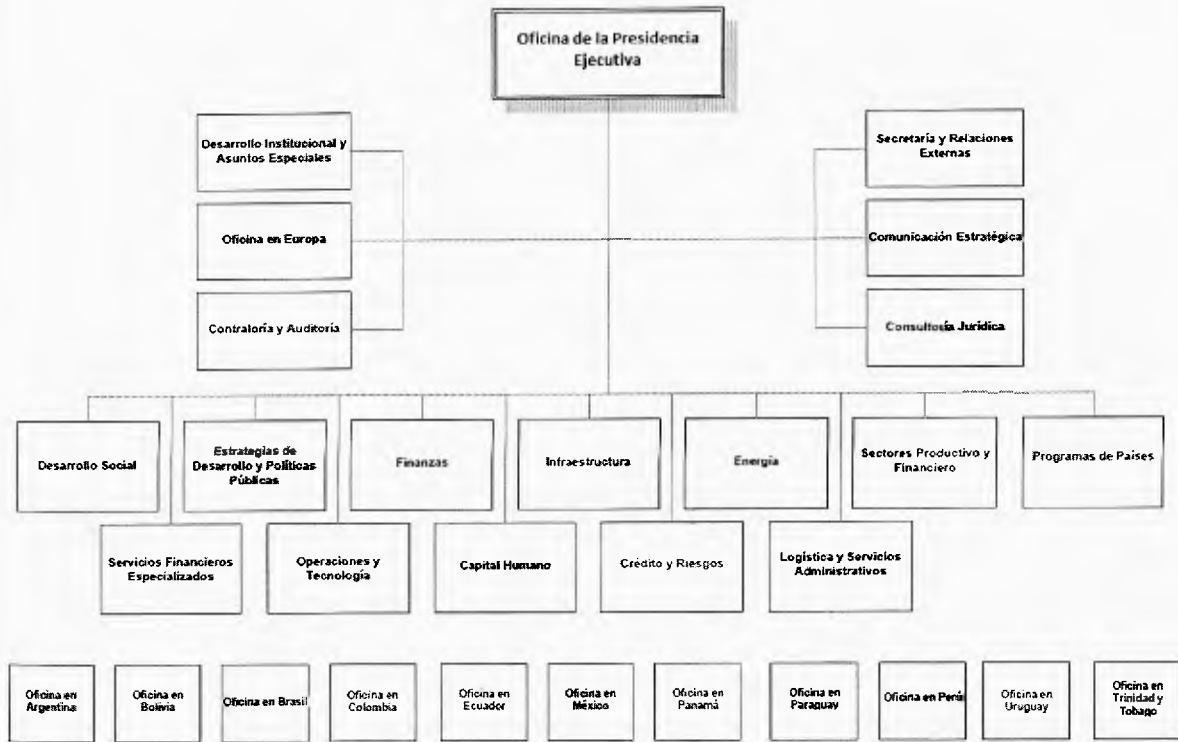 Oficina de la Presidencia
Ejecutiva
Desarrollo Institucional y
Asuntos Especiales
Secretaría y Relaciones
Externas
Oficina en Europa
Comunicación Estratégica
Contraloría y Auditoría
Consultoría Jurídica
Desarrollo Social
Estrategias de
Desarrollo y Políticas
Públicas
Finanzas
Infraestructura
Energía
Sectores Productivo y
Financiero
Programas de Países
Servicios Financieros
Especializados
Operaciones y
Tecnología
Capital Humano
Crédito y Riesgos
Logística y Servicios
Administrativos
Oficina en
Argentina
Oficina en
Bolivia
Oficina en Brasil
Oficina en
Colombia
Oficina en
Ecuador
Oficina en
México
Oficina en
Panamá
Oficina en
Paraguay
Oficina en Perú
Oficina en
Uruguay
Oficina en
Trinidad y
Tobago